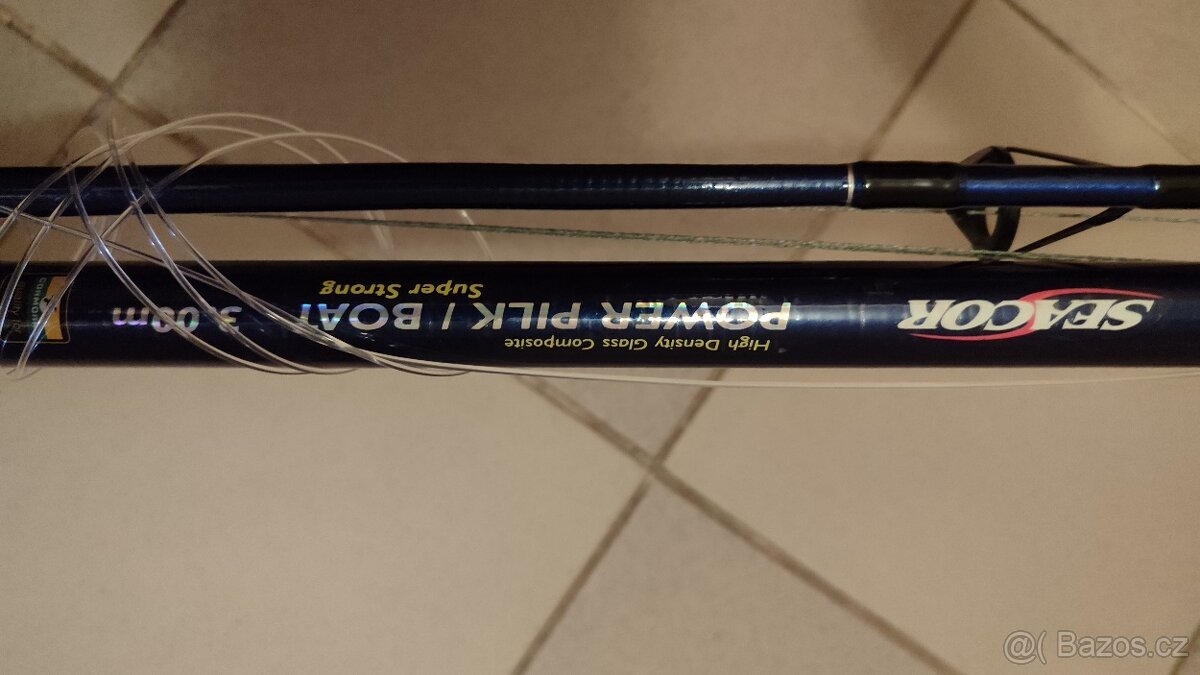 SEACOR
High Density Glass Composite
POWER PILK / BOAT 3.00m
Super Strong
@( Bazos.cz